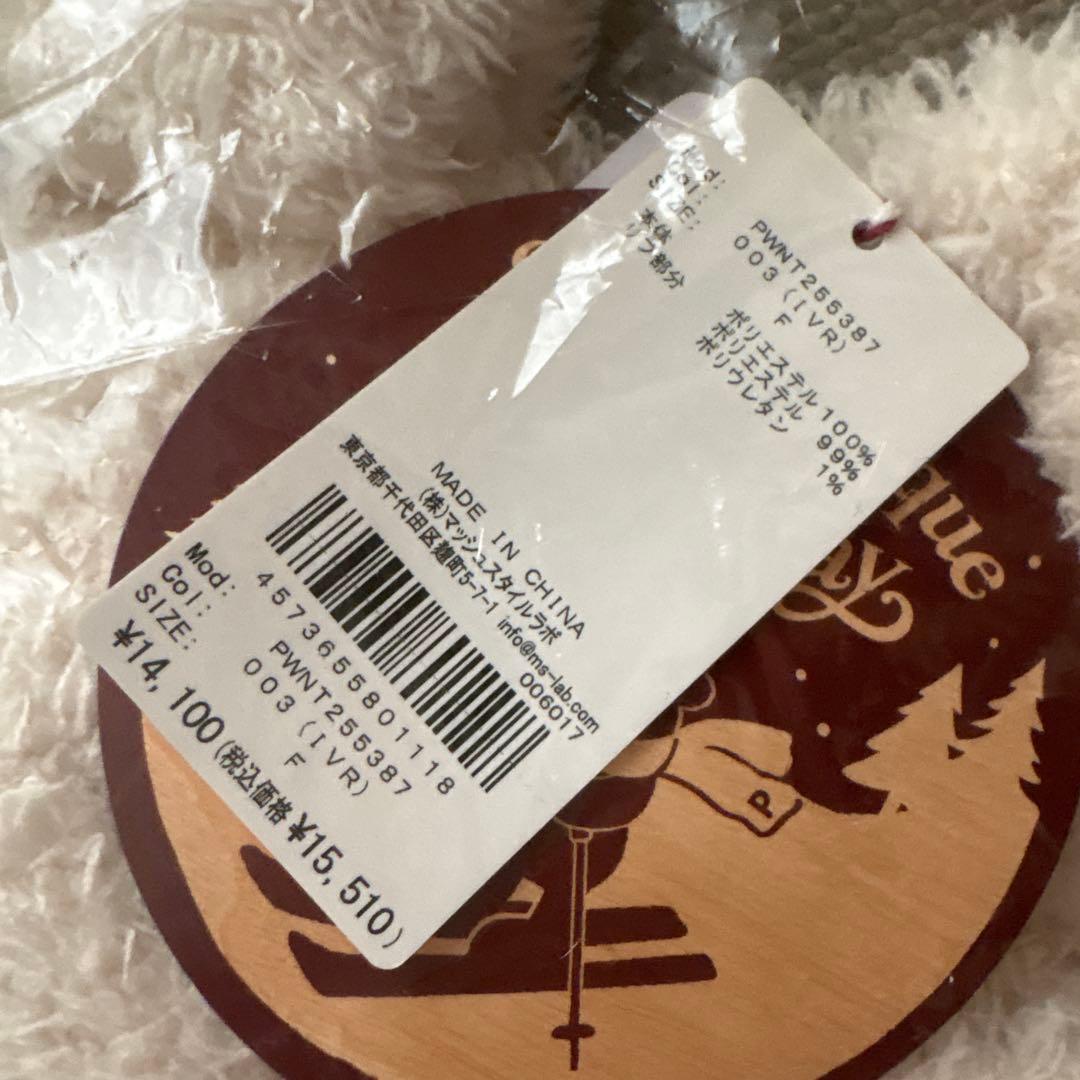 Mod: PWNT255387
Col: 003(IVR)
SIZE: F
本体 ポリエステル100%
リブ部分 ポリエステル 99%
ポリウレタン 1%
MADE IN CHINA
(株)マッシュスタイルラボ
東京都千代田区麹町5-7-1 info@ms-lab.com
006017
4573655801118
Mod: PWNT255387
Col: 003(IVR)
SIZE: F
¥14,100(税込価格¥15,510)
que
ay
P